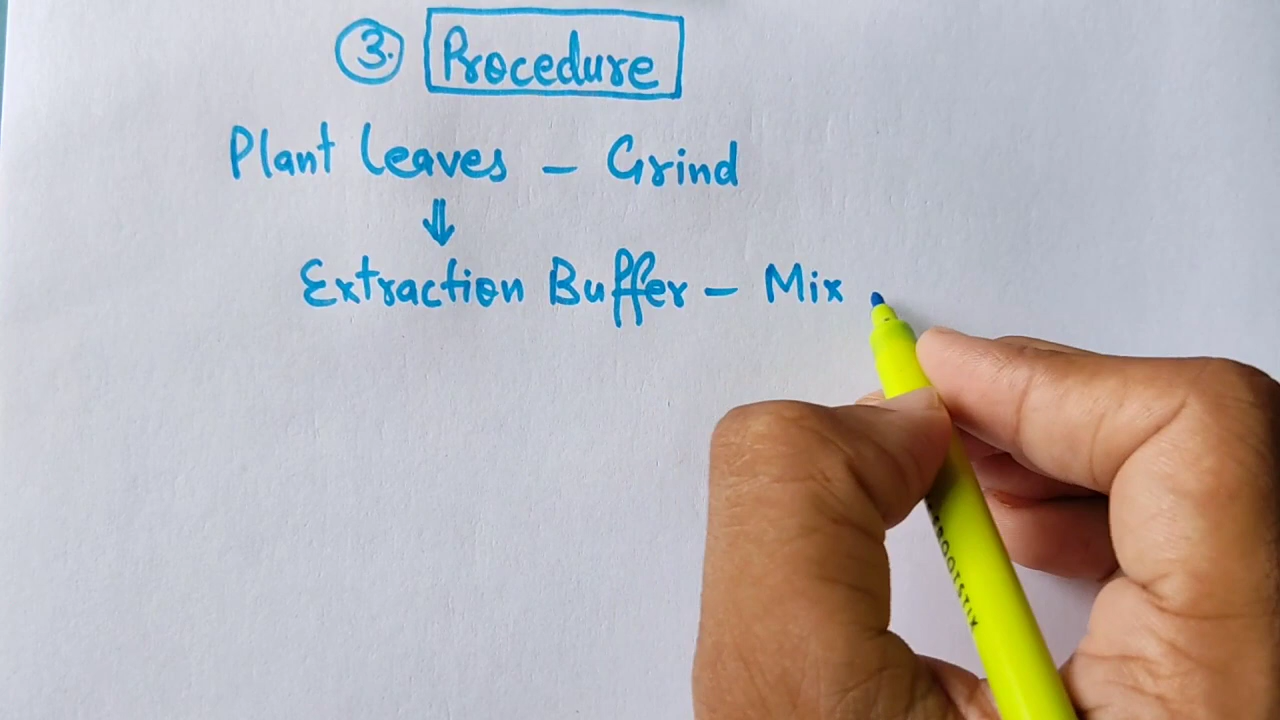 3. Procedure
Plant leaves - Grind
⇓
Extraction Buffer - Mix